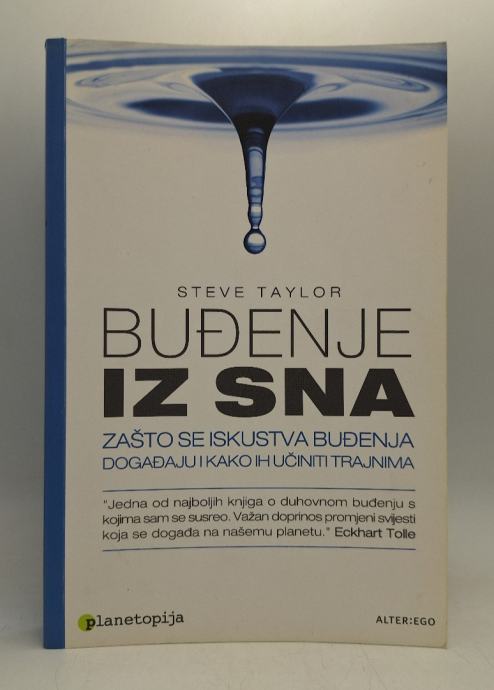 STEVE TAYLOR
BUĐENJE
IZ SNA
ZAŠTO SE ISKUSTVA BUĐENJA
DOGAĐAJU I KAKO IH UČINITI TRAJNIMA
"Jedna od najboljih knjiga o duhovnom buđenju s
kojima sam se susreo. Važan doprinos promjeni svijesti
koja se događa na našemu planetu." Eckhart Tolle
planetopija
ALTER:EGO